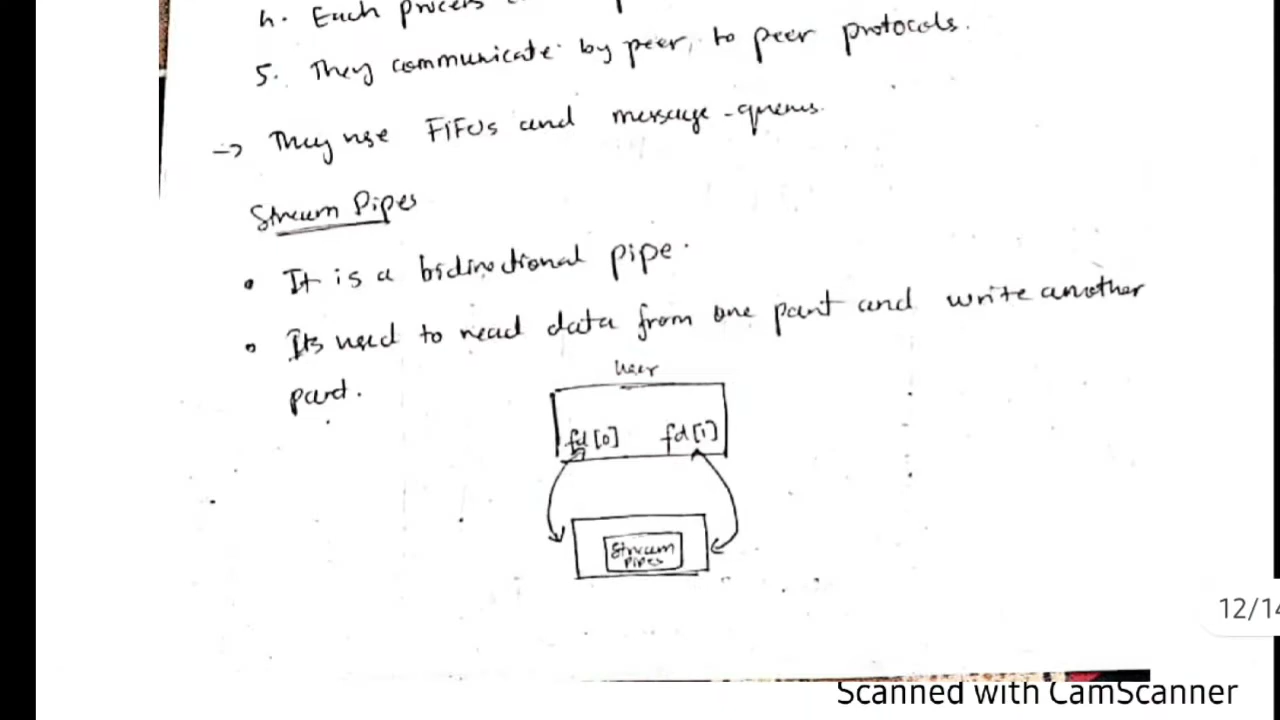 4. Each process
5. They communicate by peer, to peer protocols.
→ They use FIFOs and message-queues.
Stream Pipes
• It is a bidirectional pipe.
• Its used to read data from one part and write another
part.
User
fd[0] fd[1]
Stream
Pipes
12/14
Scanned with CamScanner